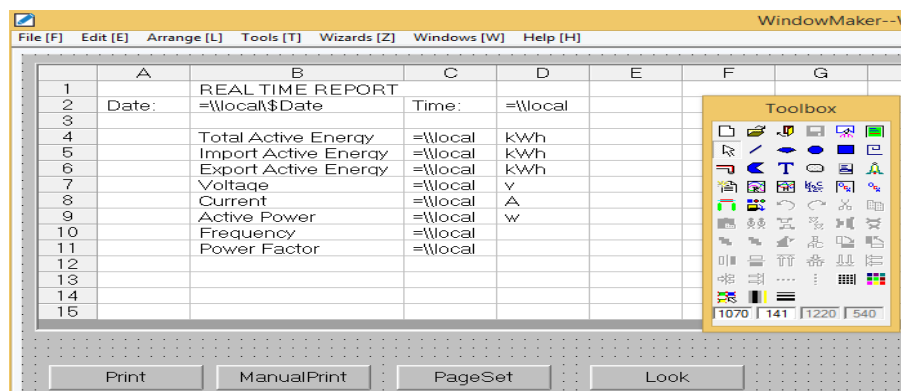 WindowMaker--
File [F] Edit [E] Arrange [L] Tools [T] Wizards [Z] Windows [W] Help [H]
A B C D E F G
1 REAL TIME REPORT
2 Date: =\\local\$Date Time: =\\local
3
4 Total Active Energy =\\local kWh
5 Import Active Energy =\\local kWh
6 Export Active Energy =\\local kWh
7 Voltage =\\local v
8 Current =\\local A
9 Active Power =\\local w
10 Frequency =\\local
11 Power Factor =\\local
12
13
14
15
Toolbox
1070 141 1220 540
Print ManualPrint PageSet Look